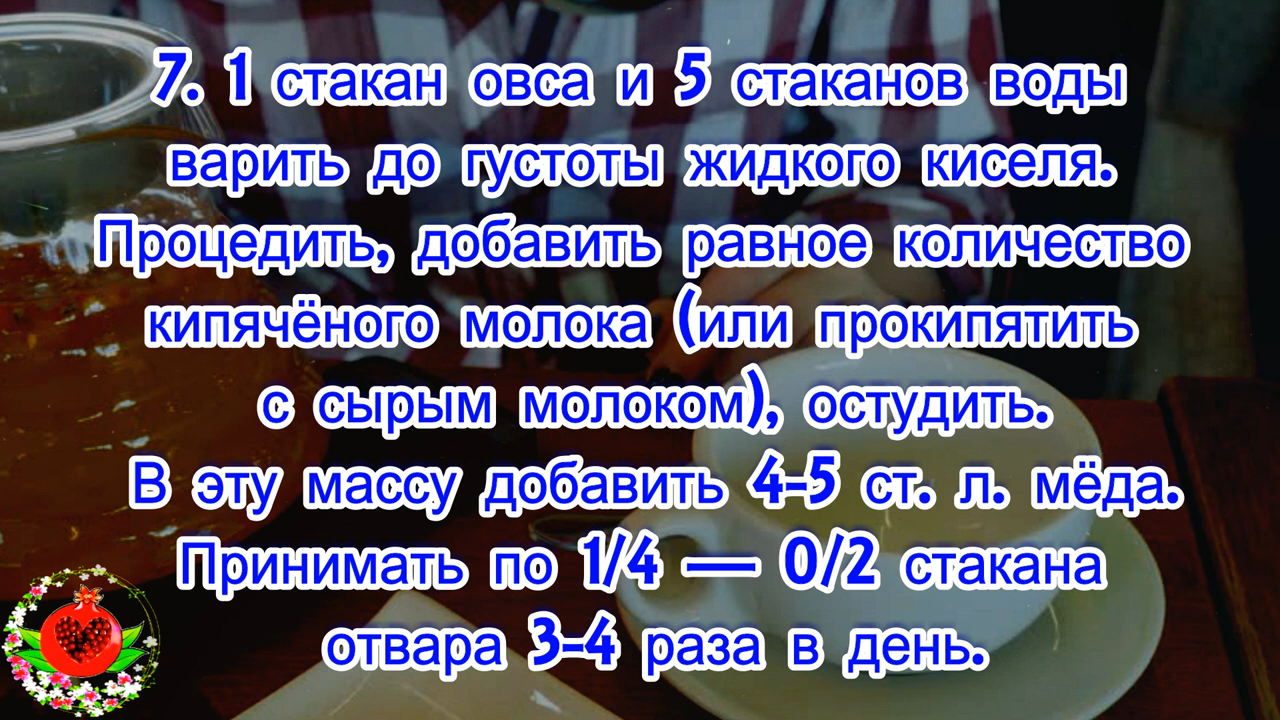 7. 1 стакан овса и 5 стаканов воды
варить до густоты жидкого киселя.
Процедить, добавить равное количество
кипячёного молока (или прокипятить
с сырым молоком), остудить.
В эту массу добавить 4-5 ст. л. мёда.
Принимать по 1/4 — 0/2 стакана
отвара 3-4 раза в день.